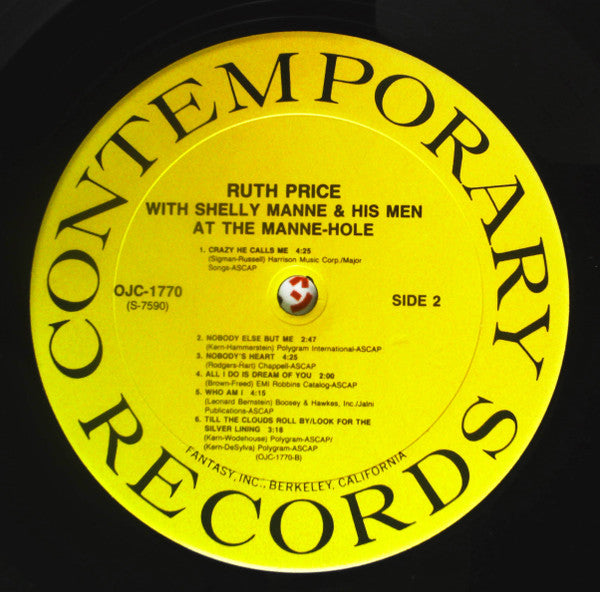 CONTEMPORARY
RECORDS
RUTH PRICE
WITH SHELLY MANNE & HIS MEN
AT THE MANNE-HOLE
1. CRAZY HE CALLS ME 4:25
(Sigman-Russell) Harrison Music Corp./Major
Songs-ASCAP
OJC-1770
(S-7590)
SIDE 2
2. NOBODY ELSE BUT ME 2:47
(Kern-Hammerstein) Polygram International-ASCAP
3. NOBODY'S HEART 4:25
(Rodgers-Hart) Chappell-ASCAP
4. ALL I DO IS DREAM OF YOU 2:00
(Brown-Freed) EMI Robbins Catalog-ASCAP
5. WHO AM I 4:15
(Leonard Bernstein) Boosey & Hawkes, Inc./Jalni
Publications-ASCAP
6. TILL THE CLOUDS ROLL BY/LOOK FOR THE
SILVER LINING 3:18
(Kern-Wodehouse) Polygram-ASCAP/
(Kern-DeSylva) Polygram-ASCAP
(OJC-1770-B)
FANTASY, INC., BERKELEY, CALIFORNIA